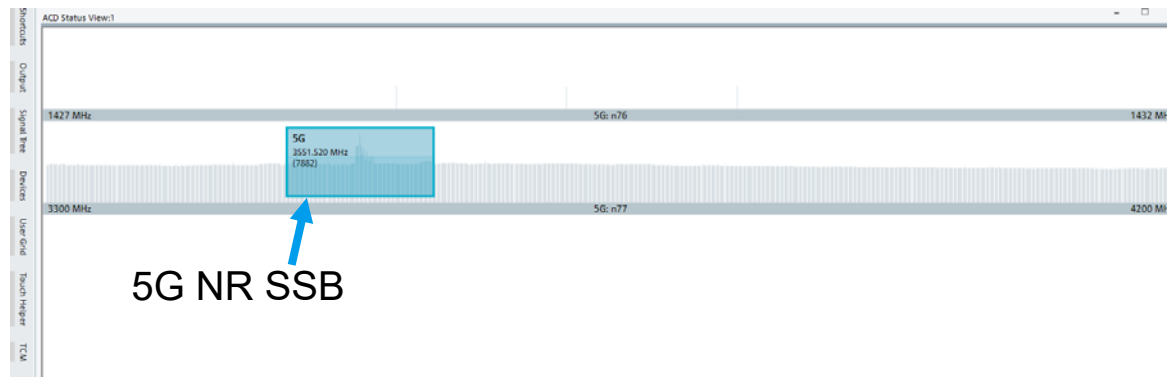 ACD Status View:1
Shortcuts
Output
Signal Tree
Devices
User Grid
Touch Helper
TCM
1427 MHz 5G: n76 1432 MH
5G
3551.520 MHz
(7882)
3300 MHz 5G: n77 4200 MH
5G NR SSB